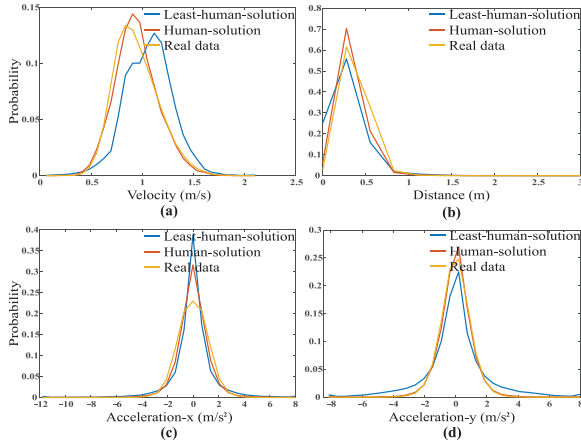 0.15
0.1
0.05
0
0
0.5
1
1.5
2
2.5
Probability
Velocity (m/s)
Least-human-solution
Human-solution
Real data
(a)
0.8
0.7
0.6
0.5
0.4
0.3
0.2
0.1
0.0
0
0.5
1
1.5
2
2.5
3
Distance (m)
Least-human-solution
Human-solution
Real data
(b)
0.4
0.35
0.3
0.25
0.2
0.15
0.1
0.05
0
-12
-10
-8
-6
-4
-2
0
2
4
6
8
Probability
Acceleration-x (m/s²)
Least-human-solution
Human-solution
Real data
(c)
0.3
0.25
0.2
0.15
0.1
0.05
0
-8
-6
-4
-2
0
2
4
6
8
Acceleration-y (m/s²)
Least-human-solution
Human-solution
Real data
(d)